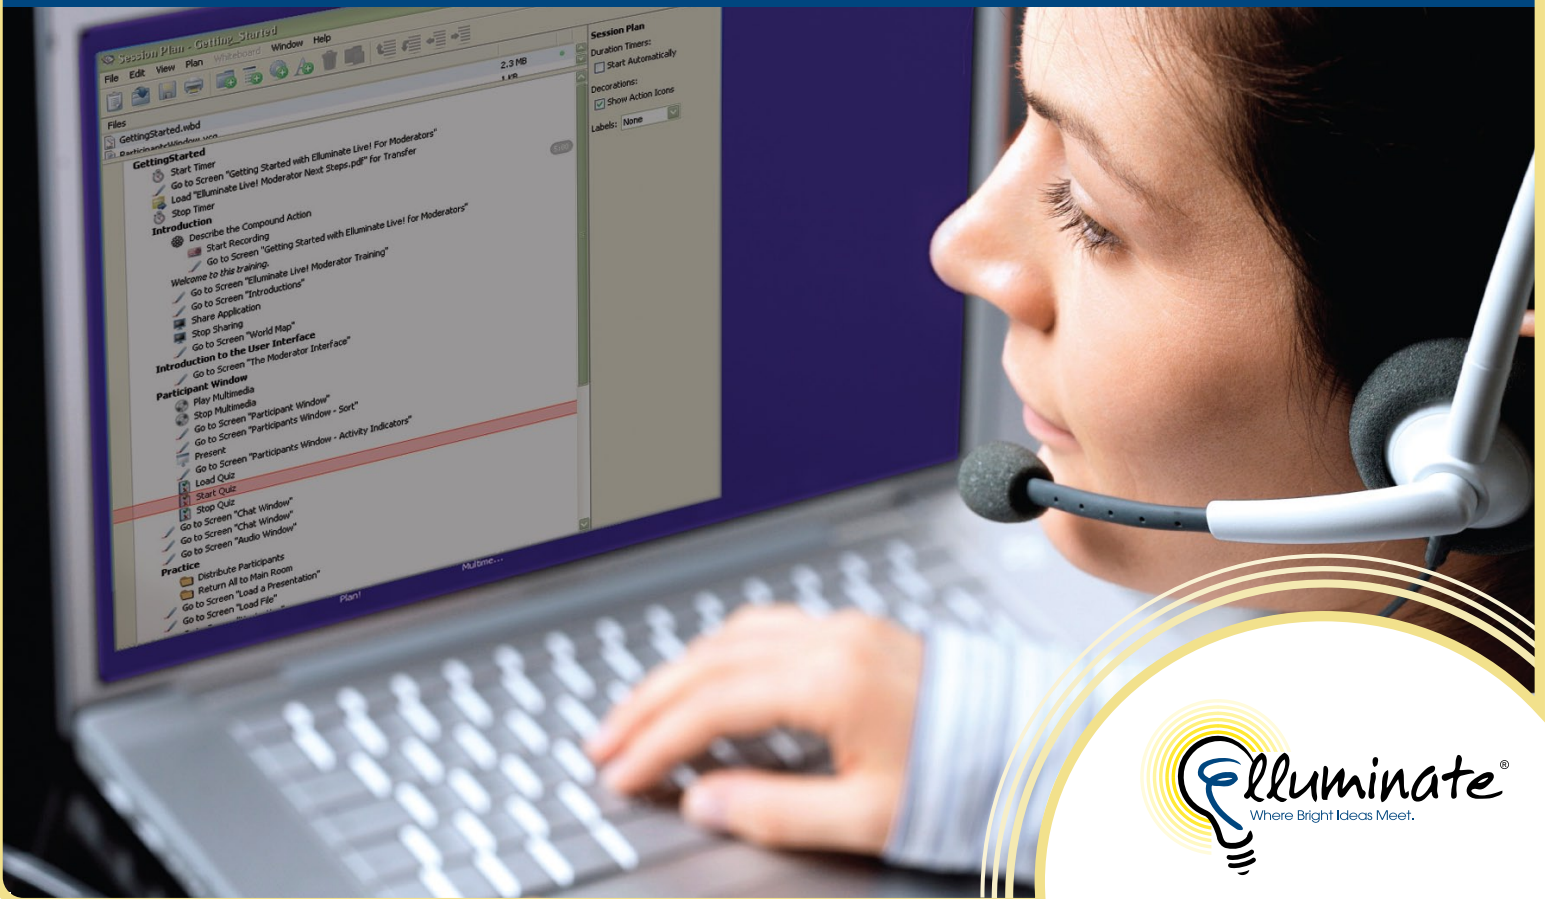 Session Plan - Getting_Started
File Edit View Plan Whiteboard Window Help
Files
2.3 MB
1 KB
GettingStarted.wbd
ParticipantsWindow.vcq
GettingStarted
Start Timer
Go to Screen "Getting Started with Elluminate Live! For Moderators"
Load "Elluminate Live! Moderator Next Steps.pdf" for Transfer
Stop Timer
Introduction
Describe the Compound Action
Start Recording
Go to Screen "Getting Started with Elluminate Live! for Moderators"
Welcome to this training.
Go to Screen "Elluminate Live! Moderator Training"
Go to Screen "Introductions"
Share Application
Stop Sharing
Go to Screen "World Map"
Introduction to the User Interface
Go to Screen "The Moderator Interface"
Participant Window
Play Multimedia
Stop Multimedia
Go to Screen "Participant Window"
Go to Screen "Participants Window - Sort"
Present
Go to Screen "Participants Window - Activity Indicators"
Load Quiz
Start Quiz
Stop Quiz
Go to Screen "Chat Window"
Go to Screen "Chat Window"
Go to Screen "Audio Window"
Practice
Distribute Participants
Return All to Main Room
Go to Screen "Load a Presentation"
Go to Screen "Load File"
Session Plan
Duration Timers:
Start Automatically
Decorations:
Show Action Icons
Labels: None
Plan!
Multime...
Elluminate®
Where Bright Ideas Meet.